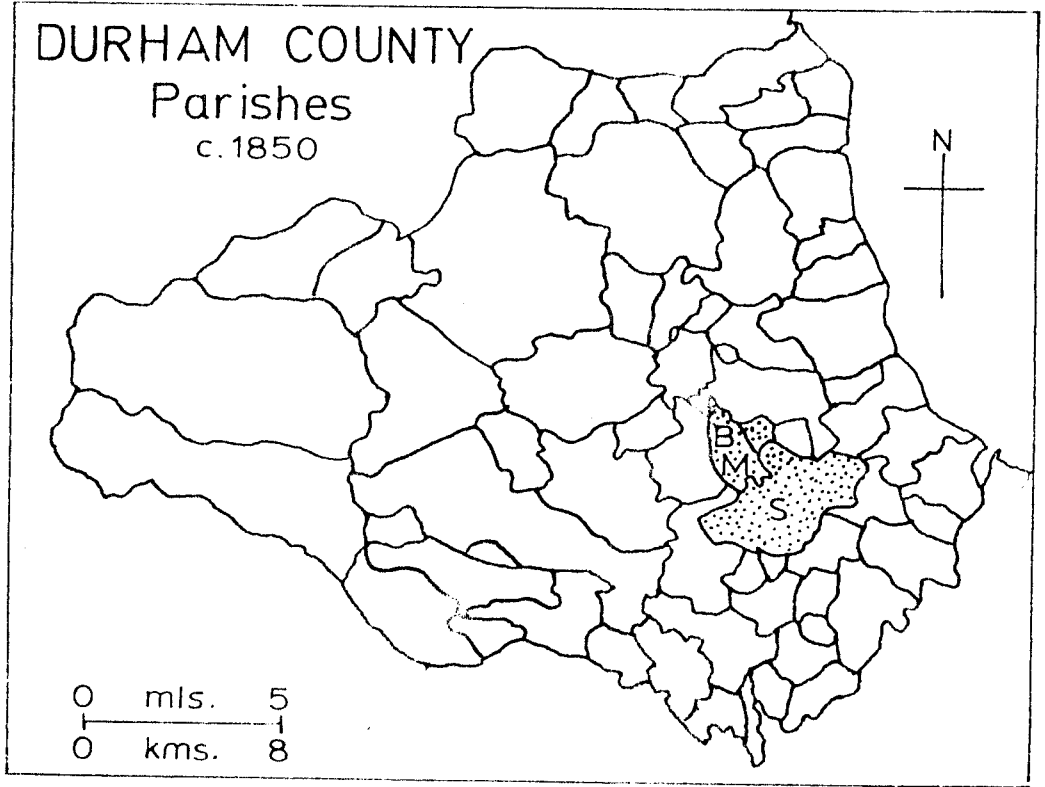 DURHAM COUNTY
Parishes
c.1850
N
B
M
S
0 mls. 5
0 kms. 8